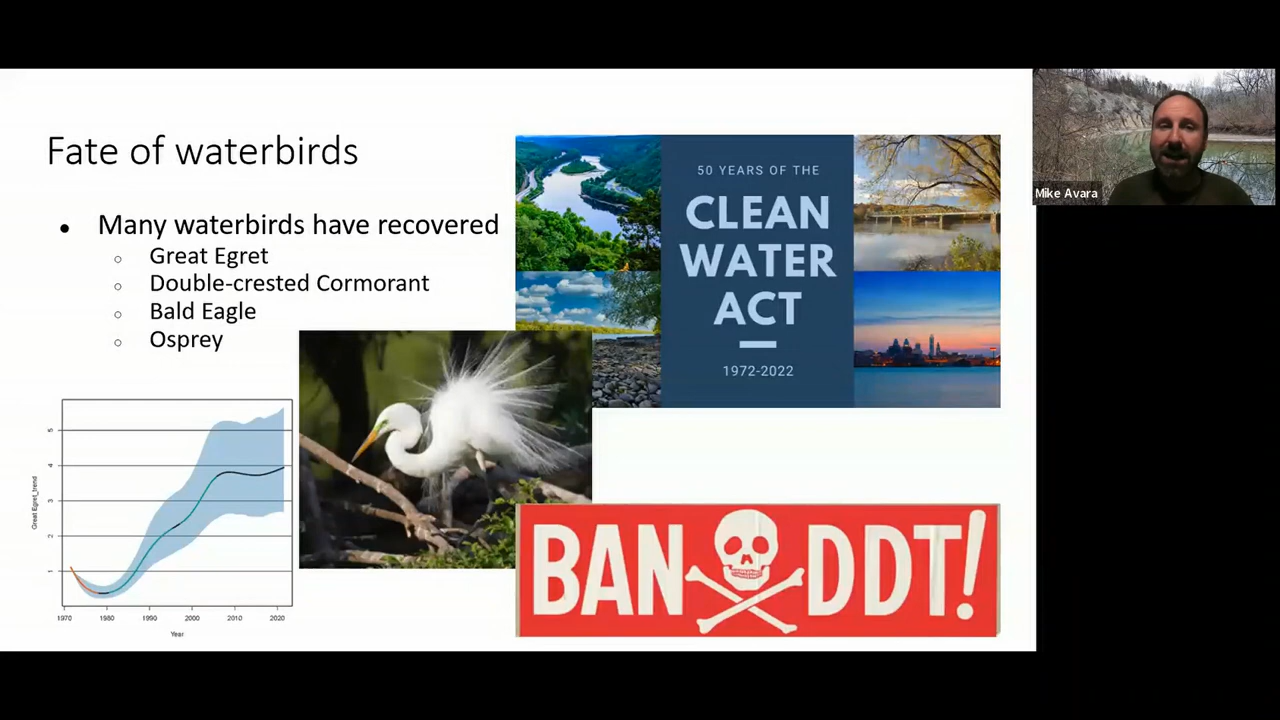 Fate of waterbirds
● Many waterbirds have recovered
○ Great Egret
○ Double-crested Cormorant
○ Bald Eagle
○ Osprey
50 YEARS OF THE
CLEAN
WATER
ACT
1972-2022
Mike Avara
Great Egret_trend
5
4
3
2
1
1970 1980 1990 2000 2010 2020
Year
BAN DDT!